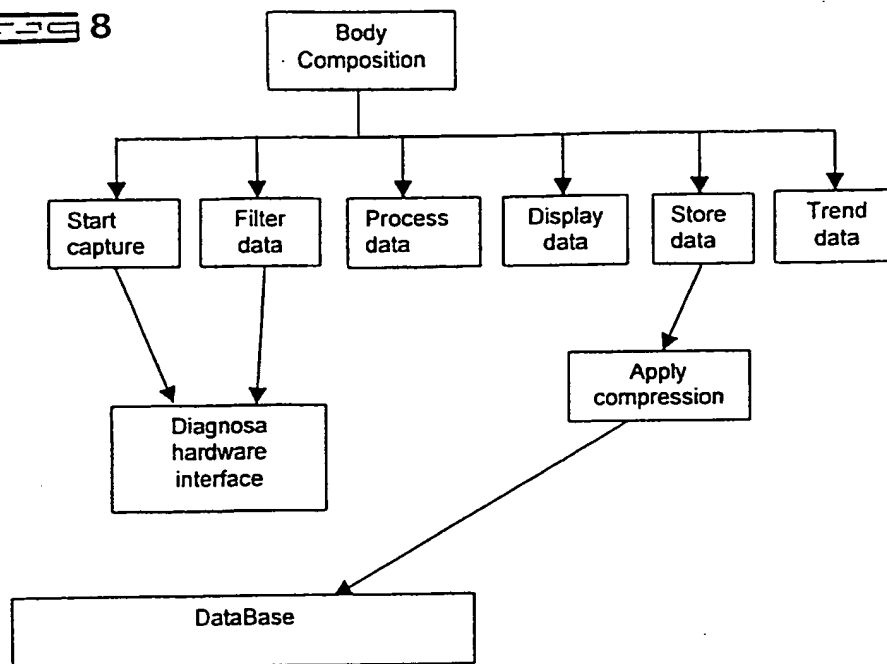 8
Body
Composition
Start
capture
Filter
data
Process
data
Display
data
Store
data
Trend
data
Apply
compression
Diagnosa
hardware
interface
DataBase